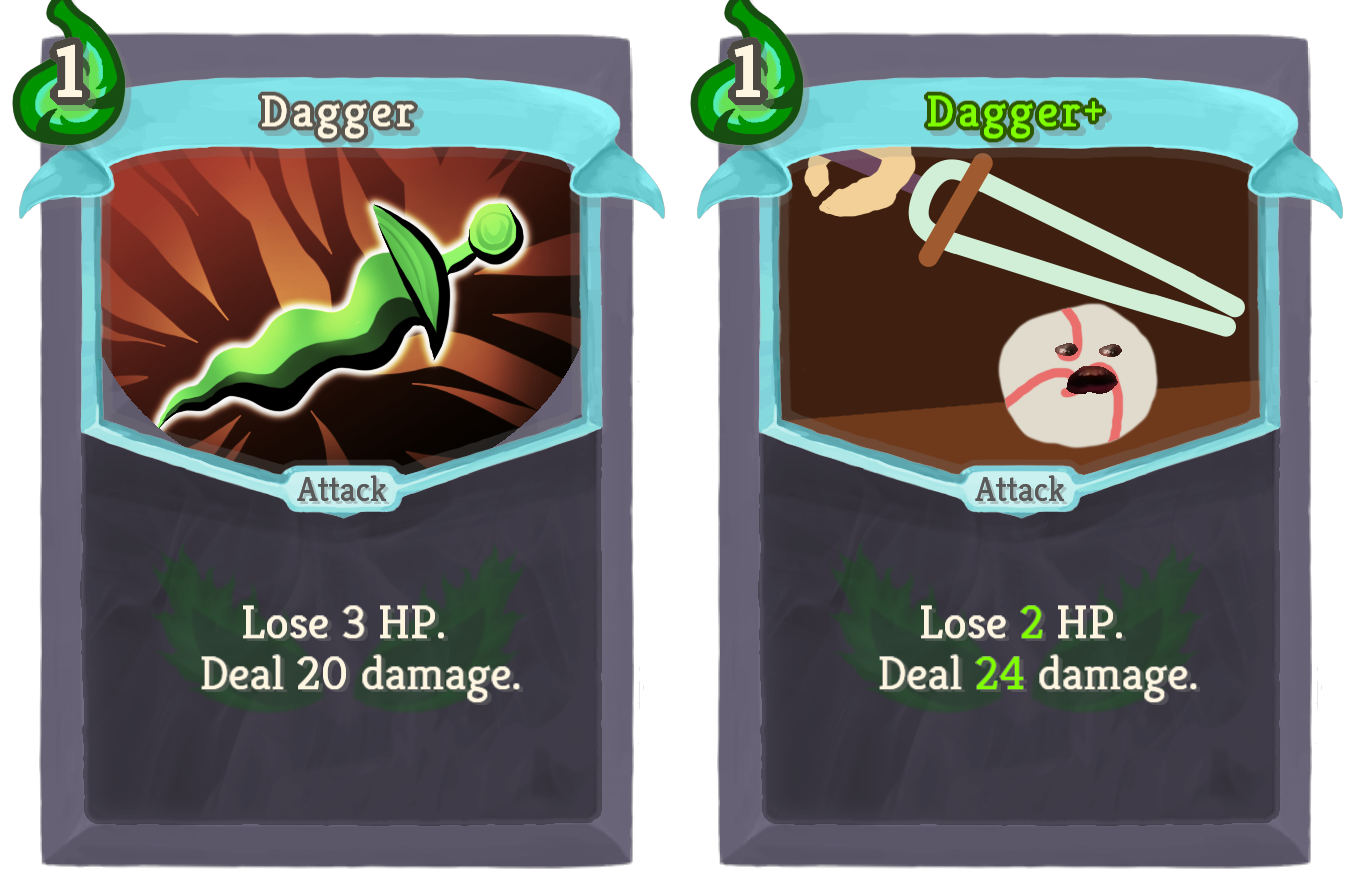 1
Dagger
Attack
Lose 3 HP.
Deal 20 damage.
1
Dagger+
Attack
Lose 2 HP.
Deal 24 damage.